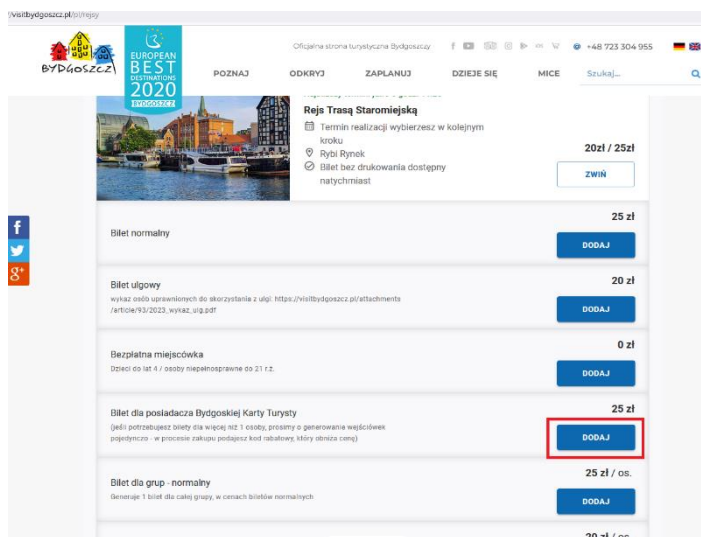 //visitbydgoszcz.pl/pl/rejsy
BYDGOSZCZ
EUROPEAN
BEST
DESTINATIONS
2020
BYDGOSZCZ
Oficjalna strona turystyczna Bydgoszczy
+48 723 304 955
POZNAJ ODKRYJ ZAPLANUJ DZIEJE SIĘ MICE Szukaj...
Rejs Trasą Staromiejską
Termin realizacji wybierzesz w kolejnym
kroku
Rybi Rynek
Bilet bez drukowania dostępny
natychmiast
20zł / 25zł
ZWIŃ
Bilet normalny
25 zł
DODAJ
Bilet ulgowy
wykaz osób uprawnionych do skorzystania z ulgi. https://visitbydgoszcz.pl/attachments
/article/93/2023_wykaz_ulg.pdf
20 zł
DODAJ
Bezpłatna miejscówka
Dzieci do lat 4 / osoby niepełnosprawne do 21 r.ż.
0 zł
DODAJ
Bilet dla posiadacza Bydgoskiej Karty Turysty
(jeśli potrzebujesz bilety dla więcej niż 1 osoby, prosimy o generowanie wejściówek
pojedynczo - w procesie zakupu podajesz kod rabatowy, który obniża cenę)
25 zł
DODAJ
Bilet dla grup - normalny
Generuje 1 bilet dla całej grupy, w cenach biletów normalnych
25 zł / os.
DODAJ
20 zł / os.